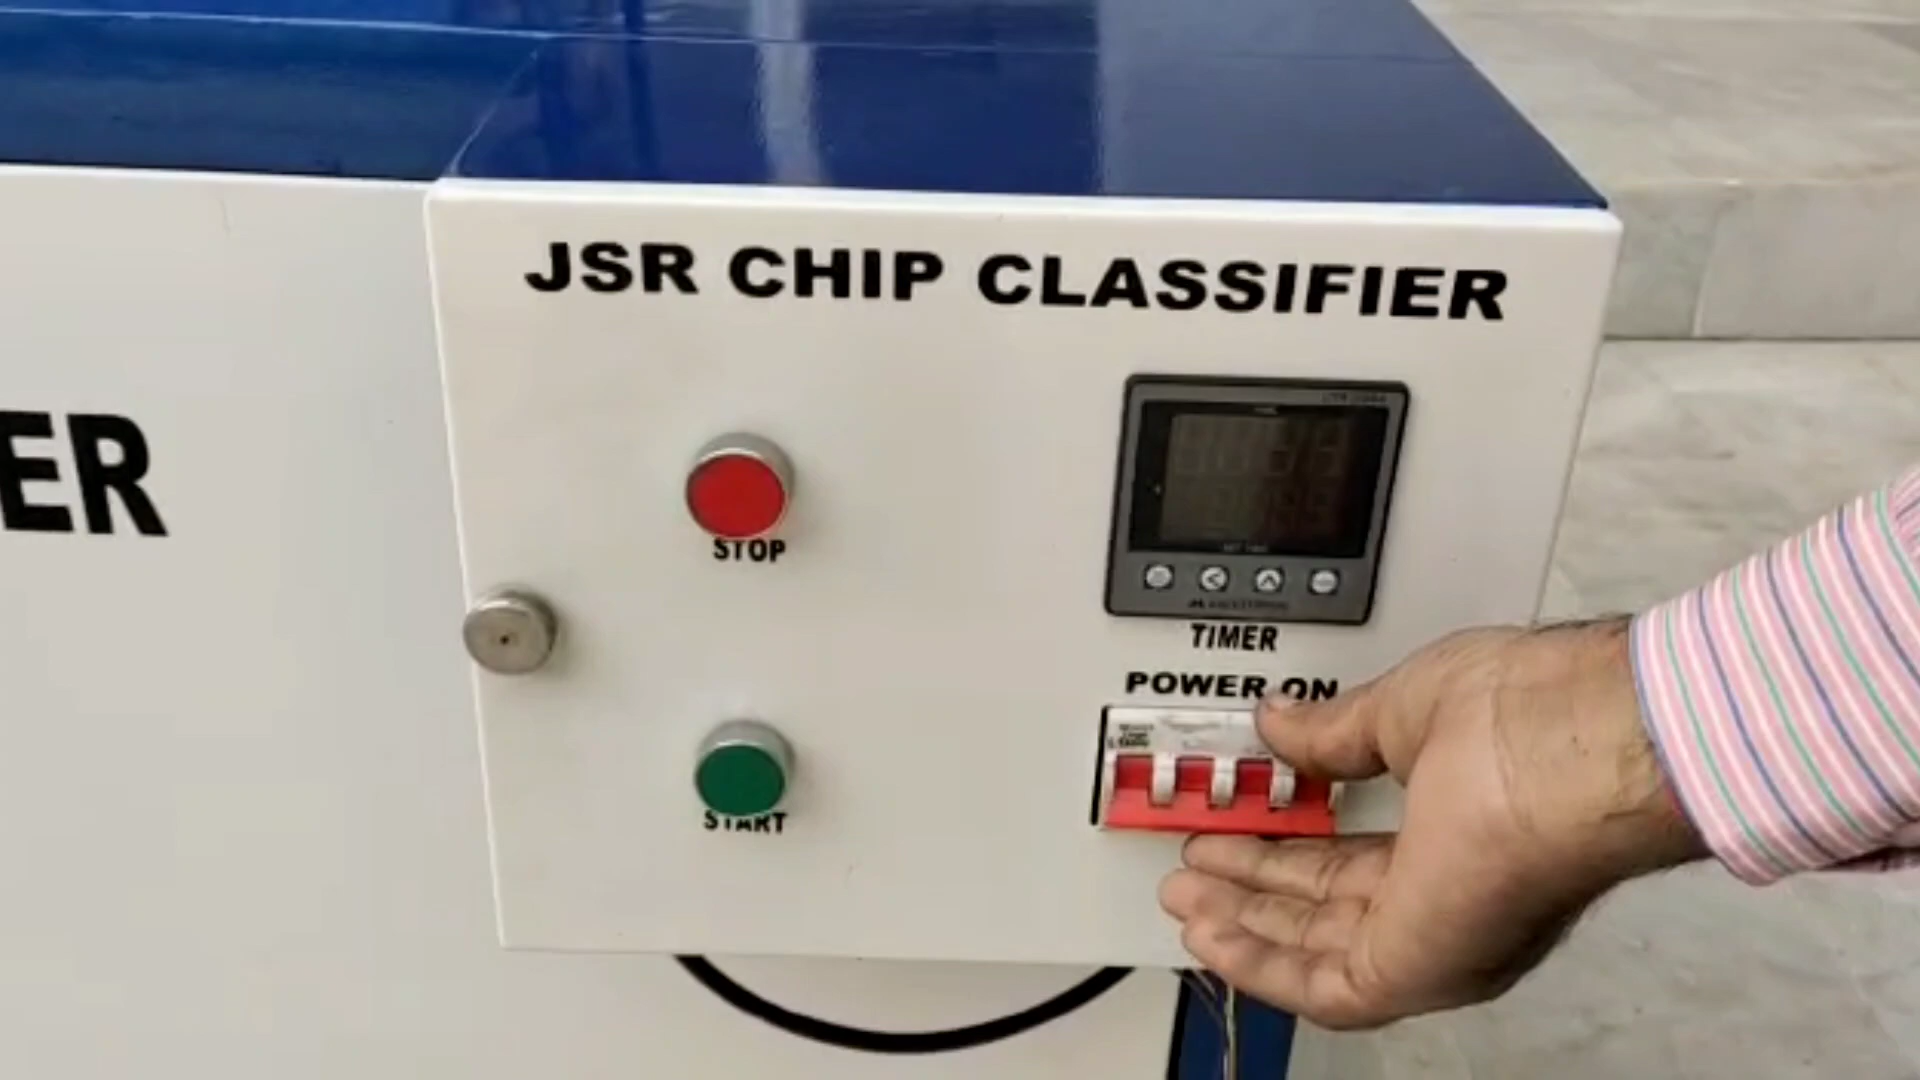 JSR CHIP CLASSIFIER
ER
STOP
TIMER
POWER ON
START